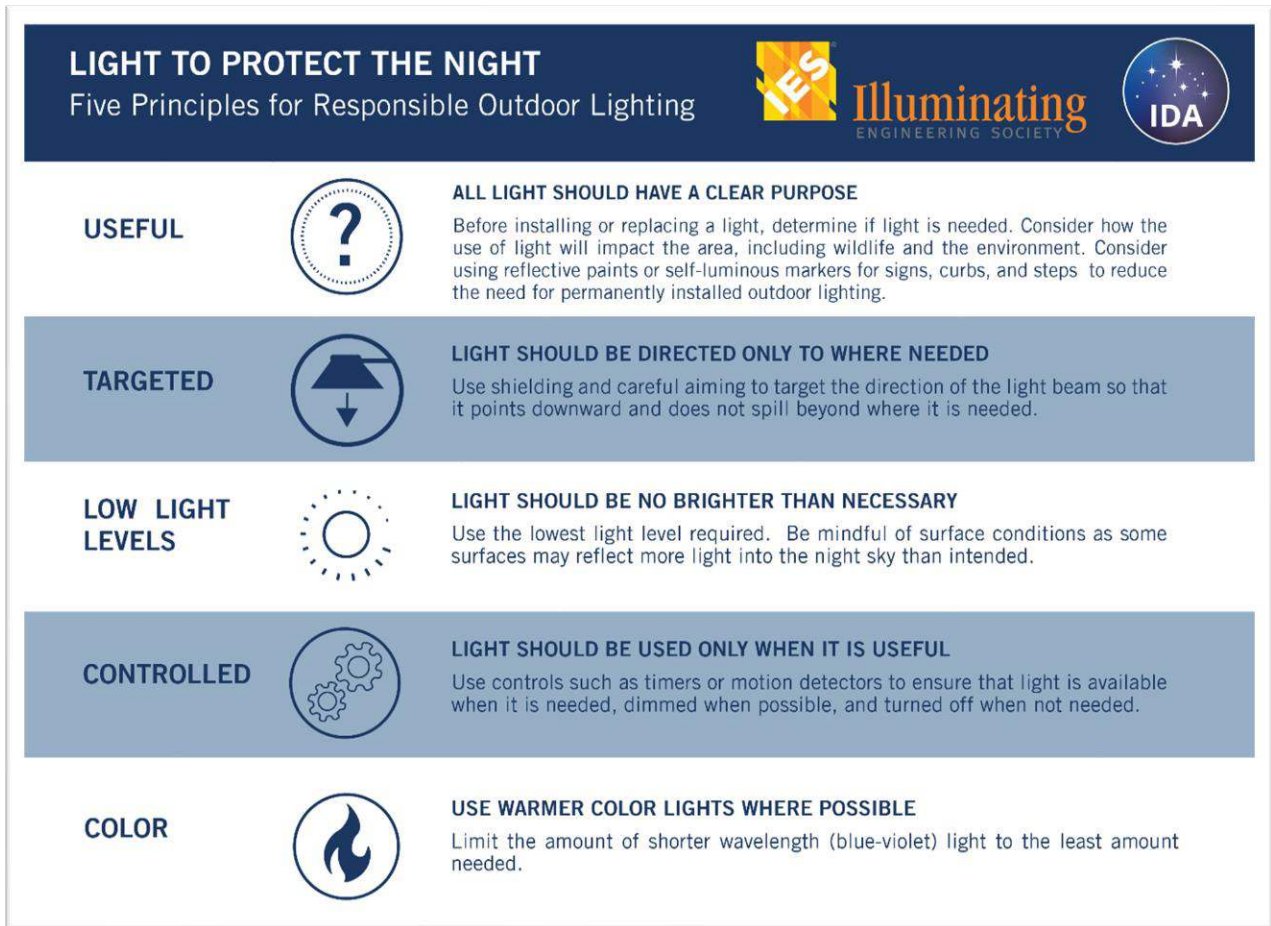 LIGHT TO PROTECT THE NIGHT
Five Principles for Responsible Outdoor Lighting
IES
Illuminating
ENGINEERING SOCIETY
IDA
USEFUL
?
ALL LIGHT SHOULD HAVE A CLEAR PURPOSE
Before installing or replacing a light, determine if light is needed. Consider how the
use of light will impact the area, including wildlife and the environment. Consider
using reflective paints or self-luminous markers for signs, curbs, and steps to reduce
the need for permanently installed outdoor lighting.
TARGETED
LIGHT SHOULD BE DIRECTED ONLY TO WHERE NEEDED
Use shielding and careful aiming to target the direction of the light beam so that
it points downward and does not spill beyond where it is needed.
LOW LIGHT
LEVELS
LIGHT SHOULD BE NO BRIGHTER THAN NECESSARY
Use the lowest light level required. Be mindful of surface conditions as some
surfaces may reflect more light into the night sky than intended.
CONTROLLED
LIGHT SHOULD BE USED ONLY WHEN IT IS USEFUL
Use controls such as timers or motion detectors to ensure that light is available
when it is needed, dimmed when possible, and turned off when not needed.
COLOR
USE WARMER COLOR LIGHTS WHERE POSSIBLE
Limit the amount of shorter wavelength (blue-violet) light to the least amount
needed.